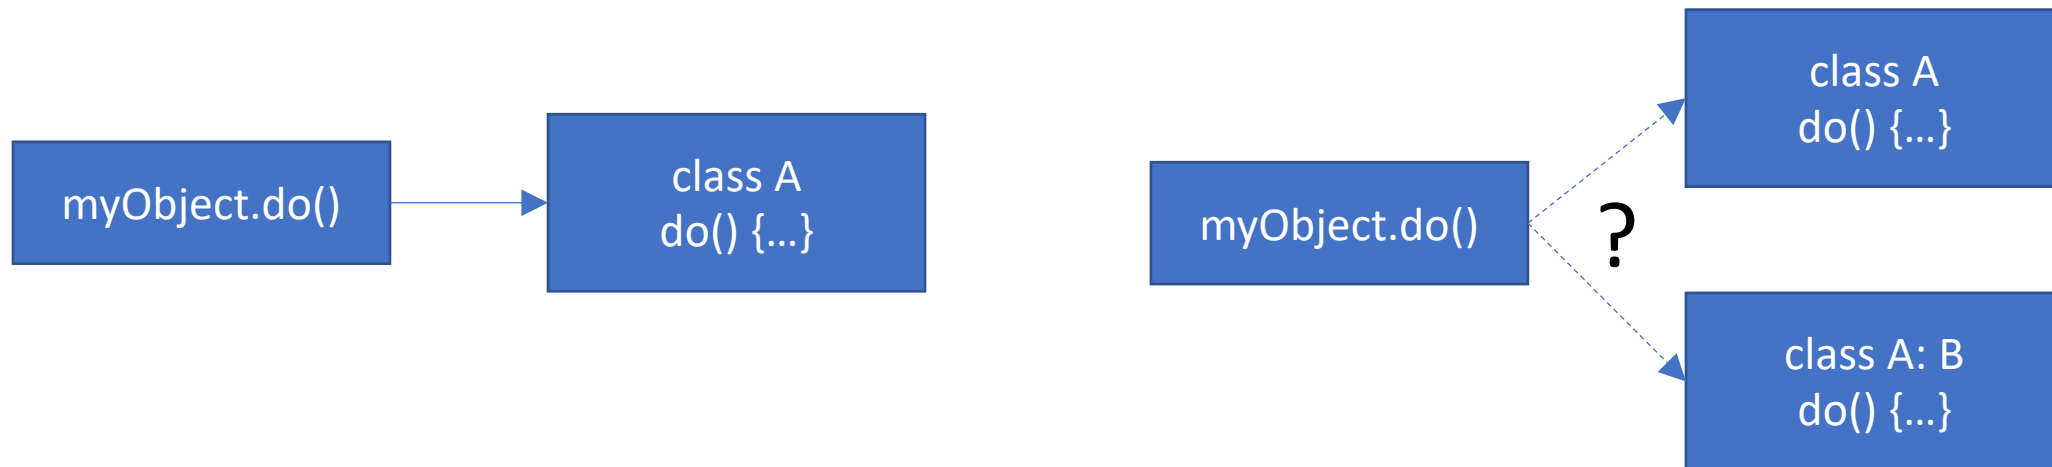 myObject.do()
class A
do() {…}
myObject.do()
?
class A
do() {…}
class A: B
do() {…}